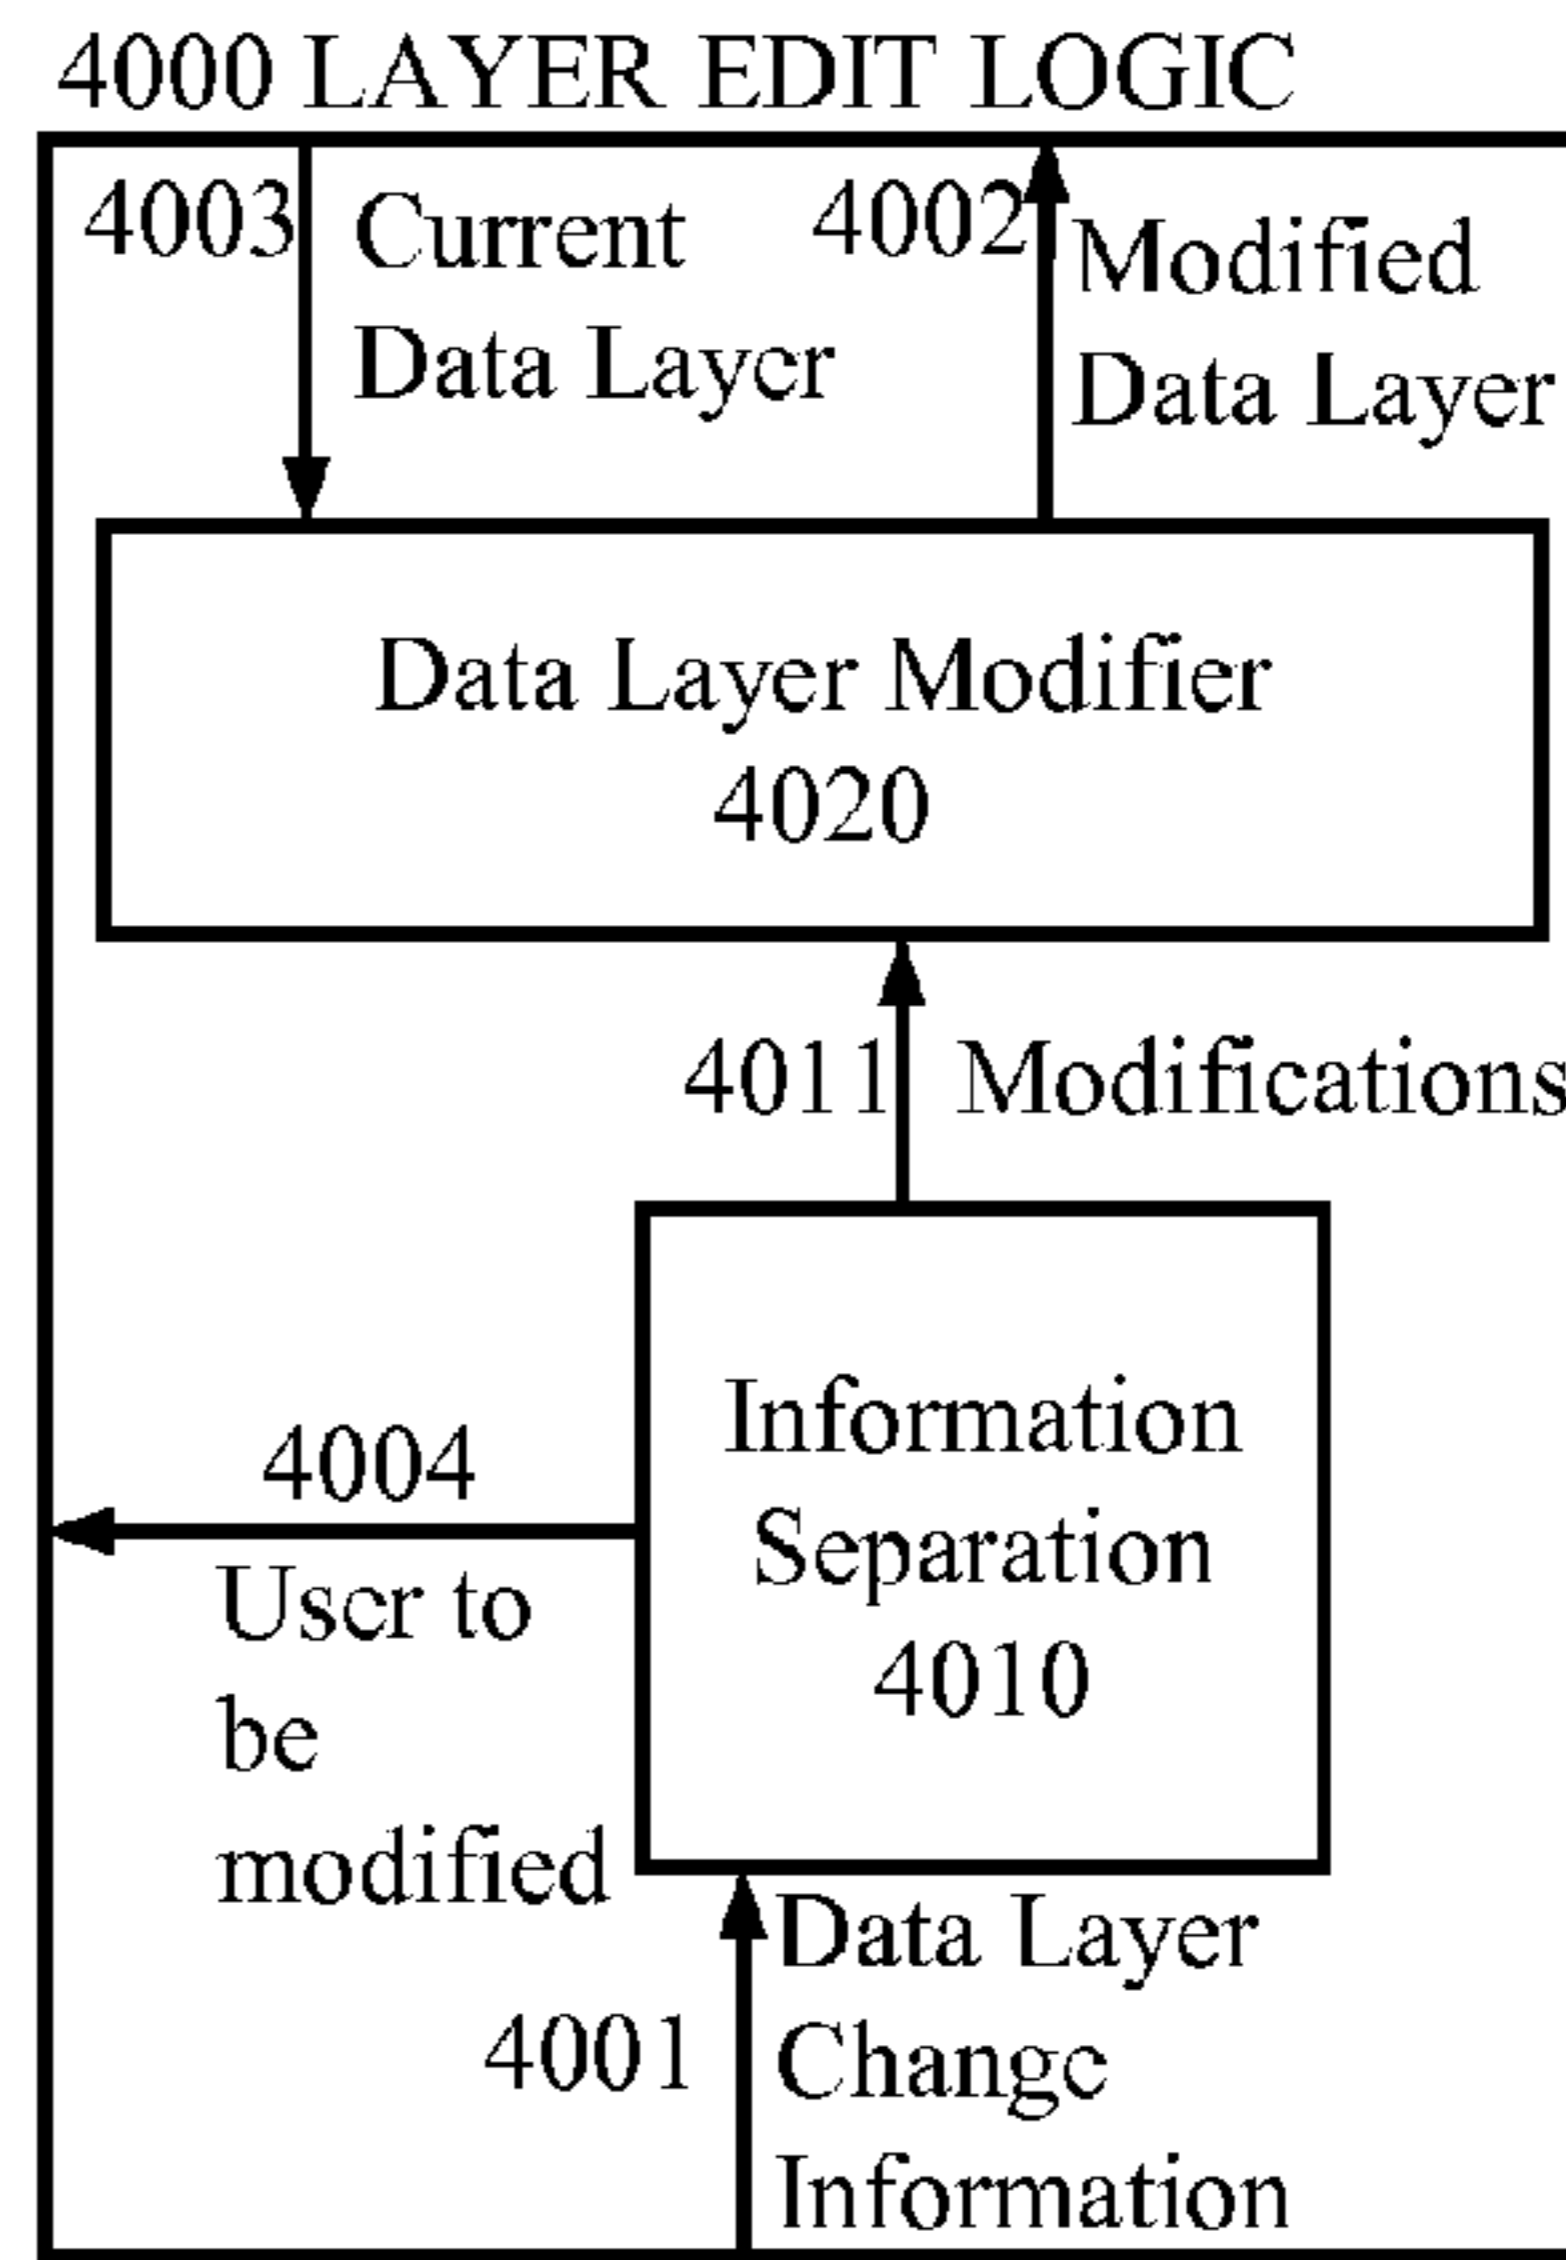 4000 LAYER EDIT LOGIC
4003
Current
Data Layer
4002
Modified
Data Layer
Data Layer Modifier
4020
4011
Modifications
Information
Separation
4010
4004
User to
be
modified
4001
Data Layer
Change
Information